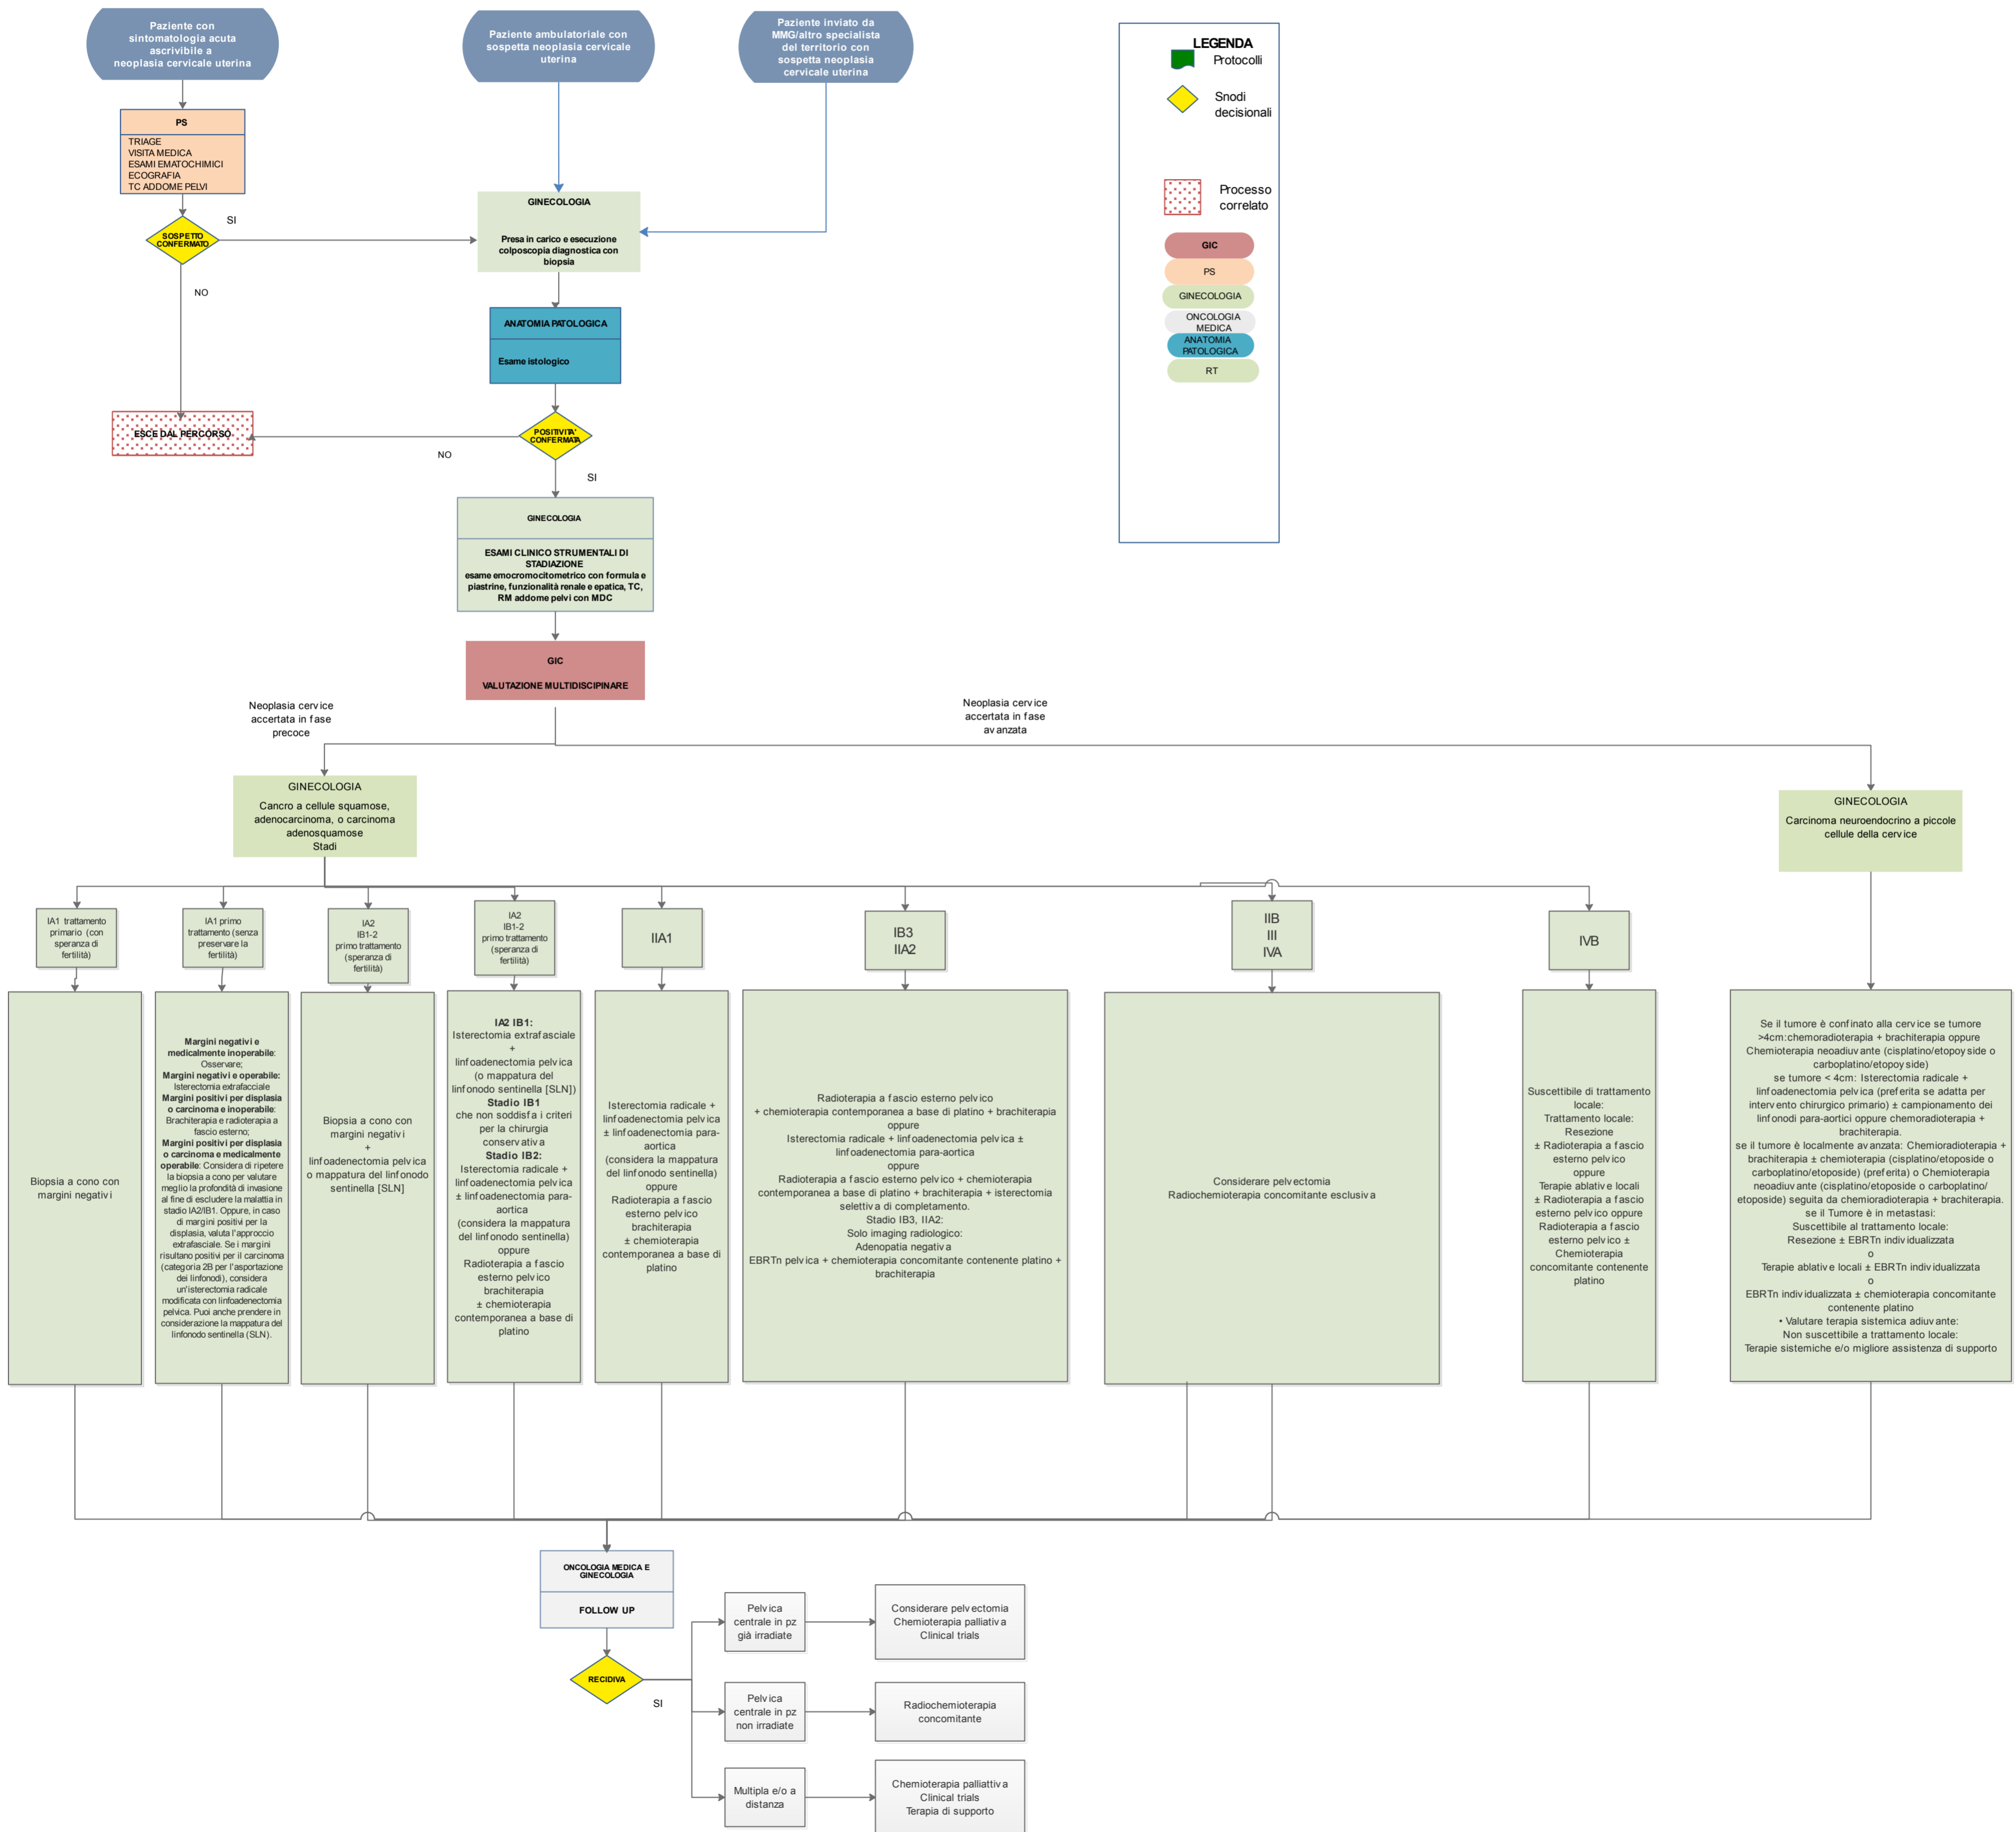 Paziente con
sintomatologia acuta
ascrivibile a
neoplasia cervicale uterina
Paziente ambulatoriale con
sospetta neoplasia cervicale
uterina
Paziente inviato da
MMG/altro specialista
del territorio con
sospetta neoplasia
cervicale uterina
LEGENDA
Protocolli
Snodi
decisionali
Processo
correlato
GIC
PS
GINECOLOGIA
ONCOLOGIA
MEDICA
ANATOMIA
PATOLOGICA
RT
PS
TRIAGE
VISITA MEDICA
ESAMI EMATOCHIMICI
ECOGRAFIA
TC ADDOME PELVI
SOSPETTO
CONFERMATO
SI
NO
GINECOLOGIA
Presa in carico e esecuzione
colposcopia diagnostica con
biopsia
ANATOMIA PATOLOGICA
Esame istologico
ESCE DAL PERCORSO
POSITIVITA'
CONFERMATA
NO
SI
GINECOLOGIA
ESAMI CLINICO STRUMENTALI DI
STADIAZIONE
esame emocromocitometrico con formula e
piastrine, funzionalità renale e epatica, TC,
RM addome pelvi con MDC
GIC
VALUTAZIONE MULTIDISCIPINARE
Neoplasia cervice
accertata in fase
precoce
Neoplasia cervice
accertata in fase
avanzata
GINECOLOGIA
Cancro a cellule squamose,
adenocarcinoma, o carcinoma
adenosquamose
Stadi
GINECOLOGIA
Carcinoma neuroendocrino a piccole
cellule della cervice
IA1 trattamento
primario (con
speranza di
fertilità)
IA1 primo
trattamento (senza
preservare la
fertilità)
IA2
IB1-2
primo trattamento
(speranza di
fertilità)
IA2
IB1-2
primo trattamento
(speranza di
fertilità)
IIA1
IB3
IIA2
IIB
III
IVA
IVB
Biopsia a cono con
margini negativi
Margini negativi e
medicalmente inoperabile:
Osservare;
Margini negativi e operabile:
Isterectomia extrafacciale
Margini positivi per displasia
o carcinoma e inoperabile:
Brachiterapia e radioterapia a
fascio esterno;
Margini positivi per displasia
o carcinoma e medicalmente
operabile: Considera di ripetere
la biopsia a cono per valutare
meglio la profondità di invasione
al fine di escludere la malattia in
stadio IA2/IB1. Oppure, in caso
di margini positivi per la
displasia, valuta l'approccio
extrafasciale. Se i margini
risultano positivi per il carcinoma
(categoria 2B per l'asportazione
dei linfonodi), considera
un'isterectomia radicale
modificata con linfoadenectomia
pelvica. Puoi anche prendere in
considerazione la mappatura del
linfonodo sentinella (SLN).
Biopsia a cono con
margini negativi
+
linfoadenectomia pelvica
o mappatura del linfonodo
sentinella [SLN]
IA2 IB1:
Isterectomia extrafasciale
+
linfoadenectomia pelvica
(o mappatura del
linfonodo sentinella [SLN])
Stadio IB1
che non soddisfa i criteri
per la chirurgia
conservativa
Stadio IB2:
Isterectomia radicale +
linfoadenectomia pelvica
± linfoadenectomia para-
aortica
(considera la mappatura
del linfonodo sentinella)
oppure
Radioterapia a fascio
esterno pelvico
brachiterapia
± chemioterapia
contemporanea a base di
platino
Isterectomia radicale +
linfoadenectomia pelvica
± linfoadenectomia para-
aortica
(considera la mappatura
del linfonodo sentinella)
oppure
Radioterapia a fascio
esterno pelvico
brachiterapia
± chemioterapia
contemporanea a base di
platino
Radioterapia a fascio esterno pelvico
+ chemioterapia contemporanea a base di platino + brachiterapia
oppure
Isterectomia radicale + linfoadenectomia pelvica ±
linfoadenectomia para-aortica
oppure
Radioterapia a fascio esterno pelvico + chemioterapia
contemporanea a base di platino + brachiterapia + isterectomia
selettiva di completamento.
Stadio IB3, IIA2:
Solo imaging radiologico:
Adenopatia negativa
EBRTn pelvica + chemioterapia concomitante contenente platino +
brachiterapia
Considerare pelvectomia
Radiochemioterapia concomitante esclusiva
Suscettibile di trattamento
locale:
Trattamento locale:
Resezione
± Radioterapia a fascio
esterno pelvico
oppure
Terapie ablative locali
± Radioterapia a fascio
esterno pelvico oppure
Radioterapia a fascio
esterno pelvico ±
Chemioterapia
concomitante contenente
platino
Se il tumore è confinato alla cervice se tumore
>4cm:chemoradioterapia + brachiterapia oppure
Chemioterapia neoadiuvante (cisplatino/etopoyside o
carboplatino/etopoyside)
se tumore < 4cm: Isterectomia radicale +
linfoadenectomia pelvica (preferita se adatta per
intervento chirurgico primario) ± campionamento dei
linfonodi para-aortici oppure chemoradioterapia +
brachiterapia.
se il tumore è localmente avanzata: Chemioradioterapia +
brachiterapia ± chemioterapia (cisplatino/etoposide o
carboplatino/etoposide) (preferita) o Chemioterapia
neoadiuvante (cisplatino/etoposide o carboplatino/
etoposide) seguita da chemioradioterapia + brachiterapia.
se il Tumore è in metastasi:
Suscettibile al trattamento locale:
Resezione ± EBRTn individualizzata
o
Terapie ablative locali ± EBRTn individualizzata
o
EBRTn individualizzata ± chemioterapia concomitante
contenente platino
• Valutare terapia sistemica adiuvante:
Non suscettibile a trattamento locale:
Terapie sistemiche e/o migliore assistenza di supporto
ONCOLOGIA MEDICA E
GINECOLOGIA
FOLLOW UP
RECIDIVA
SI
Pelvica
centrale in pz
già irradiate
Considerare pelvectomia
Chemioterapia palliativa
Clinical trials
Pelvica
centrale in pz
non irradiate
Radiochemioterapia
concomitante
Multipla e/o a
distanza
Chemioterapia palliattiva
Clinical trials
Terapia di supporto